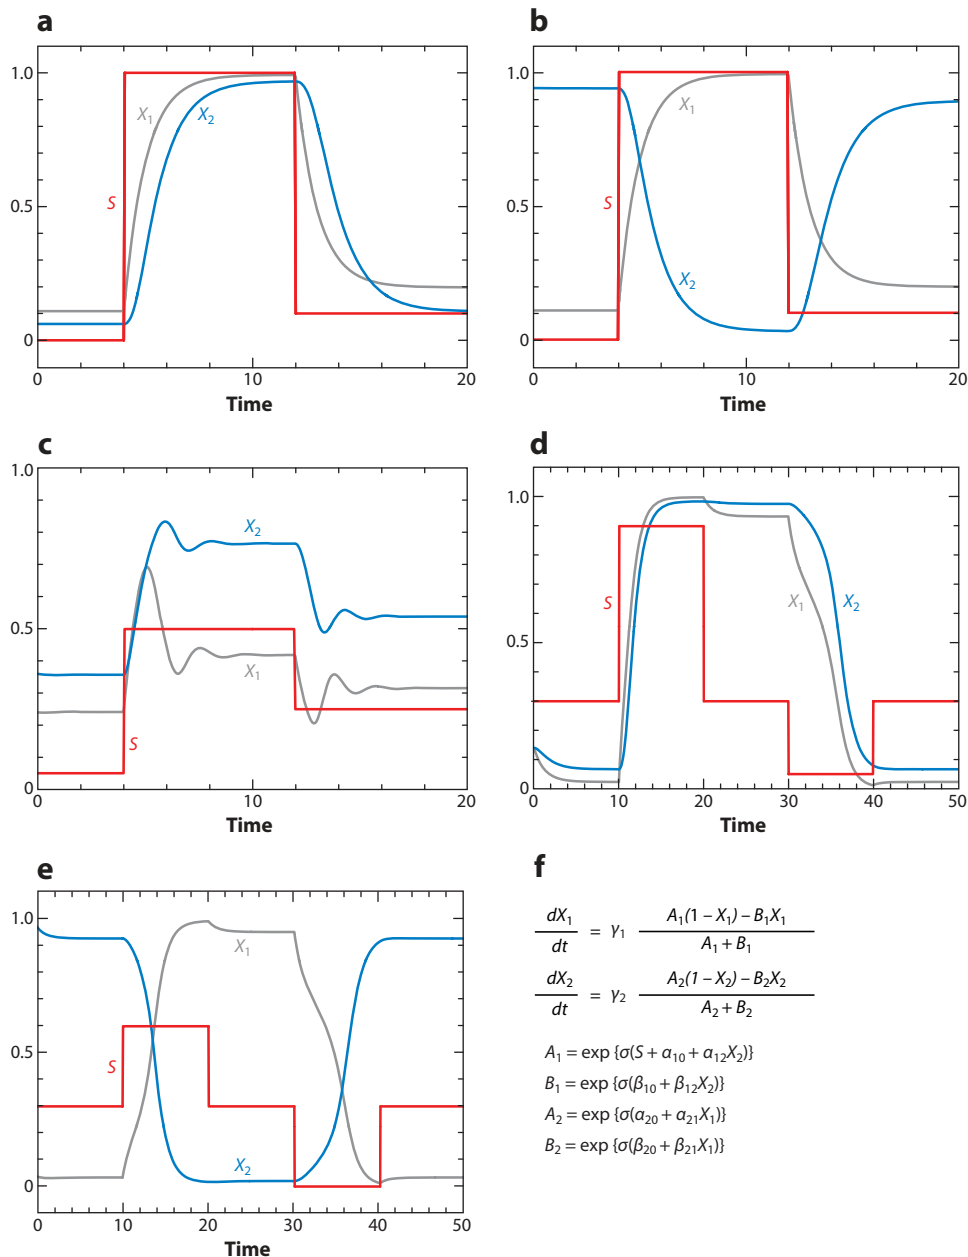 a
1.0
0.5
0
X1
X2
S
0
10
20
Time
b
1.0
0.5
0
X1
X2
S
0
10
20
Time
c
1.0
0.5
0
X2
X1
S
0
10
20
Time
d
1.0
0.5
0
S
X1
X2
0
10
20
30
40
50
Time
e
1.0
0.5
0
X1
S
X2
0
10
20
30
40
50
Time
f
dX1/dt = γ1 (A1(1 – X1) – B1X1)/(A1 + B1)
dX2/dt = γ2 (A2(1 – X2) – B2X2)/(A2 + B2)
A1 = exp {σ(S + α10 + α12X2)}
B1 = exp {σ(β10 + β12X2)}
A2 = exp {σ(α20 + α21X1)}
B2 = exp {σ(β20 + β21X1)}